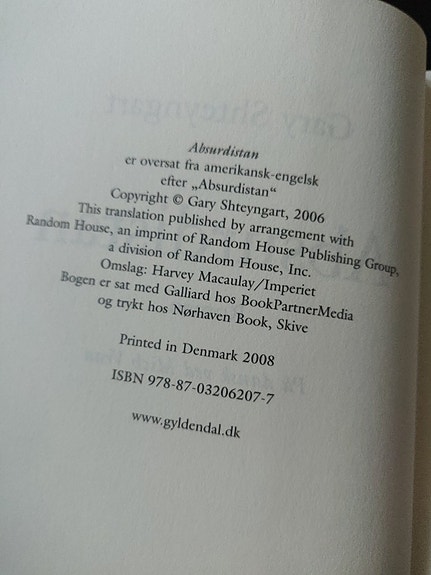 Absurdistan
er oversat fra amerikansk-engelsk
efter „Absurdistan“
Copyright © Gary Shteyngart, 2006
This translation published by arrangement with
Random House, an imprint of Random House Publishing Group,
a division of Random House, Inc.
Omslag: Harvey Macaulay/Imperiet
Bogen er sat med Galliard hos BookPartnerMedia
og trykt hos Nørhaven Book, Skive
Printed in Denmark 2008
ISBN 978-87-03206207-7
www.gyldendal.dk